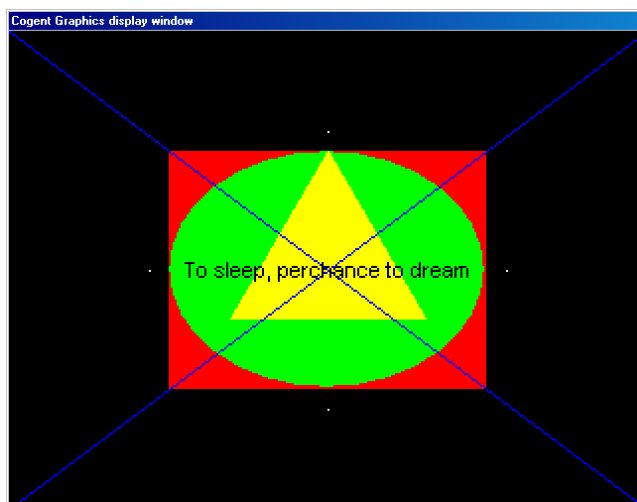 Cogent Graphics display window
To sleep, perchance to dream